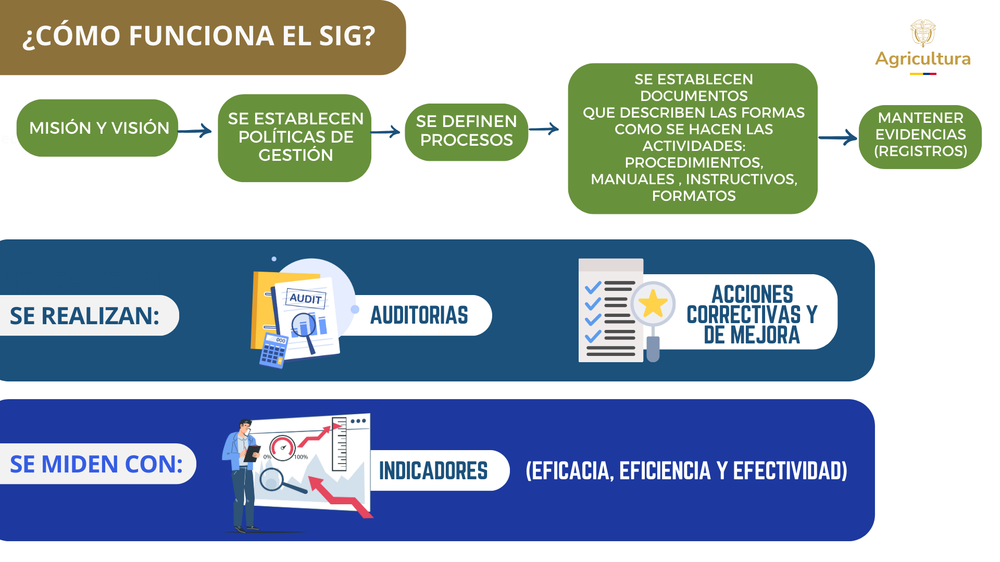 ¿CÓMO FUNCIONA EL SIG?
Agricultura
MISIÓN Y VISIÓN
SE ESTABLECEN
POLÍTICAS DE
GESTIÓN
SE DEFINEN
PROCESOS
SE ESTABLECEN
DOCUMENTOS
QUE DESCRIBEN LAS FORMAS
COMO SE HACEN LAS
ACTIVIDADES:
PROCEDIMIENTOS,
MANUALES , INSTRUCTIVOS,
FORMATOS
MANTENER
EVIDENCIAS
(REGISTROS)
SE REALIZAN:
AUDIT
000
AUDITORIAS
ACCIONES
CORRECTIVAS Y
DE MEJORA
SE MIDEN CON:
0%
100%
INDICADORES
(EFICACIA, EFICIENCIA Y EFECTIVIDAD)